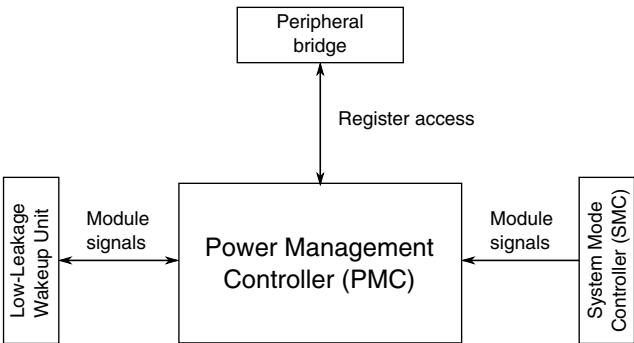 Peripheral
bridge
Register access
Low-Leakage
Wakeup Unit
Module
signals
Power Management
Controller (PMC)
Module
signals
System Mode
Controller (SMC)